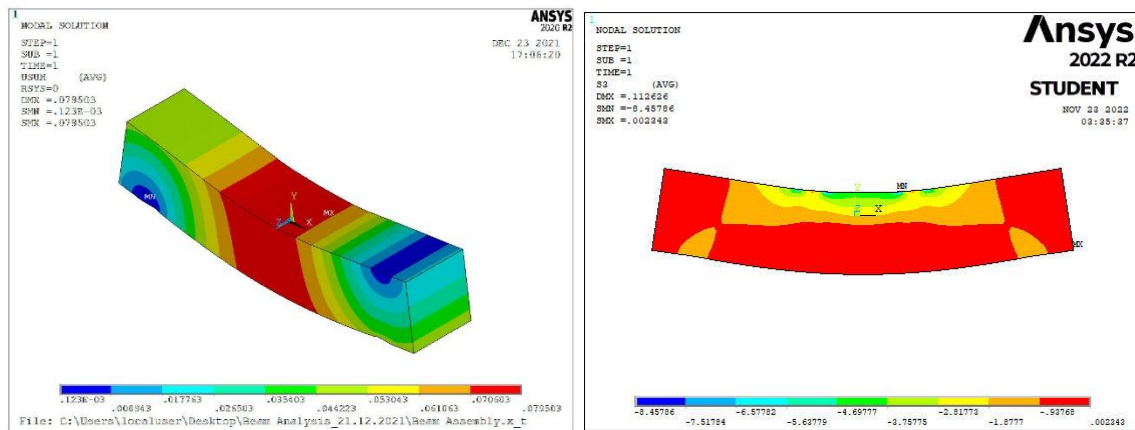 1
NODAL SOLUTION
STEP=1
SUB =1
TIME=1
USUM (AVG)
RSYS=0
DMX =.079503
SMN =.123E-03
SMX =.079503
ANSYS
2020 R2
DEC 23 2021
17:06:20
MN
Y
MX
Z
X
.123E-03
.008943
.017763
.026583
.035403
.044223
.053043
.061863
.070683
.079503
File: C:\Users\localuser\Desktop\Beam Analysis_21.12.2021\Beam Assembly.x_t
1
NODAL SOLUTION
STEP=1
SUB =1
TIME=1
S3 (AVG)
DMX =.112626
SMN =-8.45786
SMX =.002343
Ansys
2022 R2
STUDENT
NOV 23 2022
03:35:37
Y
MN
Z
X
MX
-8.45786
-7.51784
-6.57782
-5.63779
-4.69777
-3.75775
-2.81773
-1.8777
-.93768
.002343